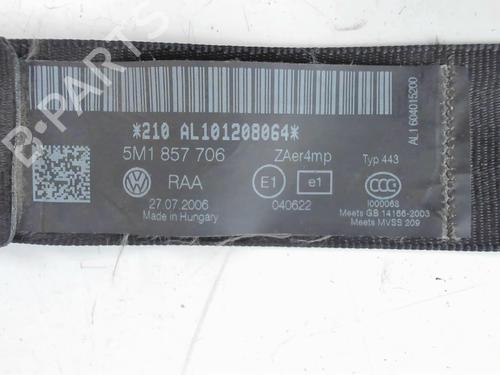 *210 AL101208064*
5M1 857 706 ZAer4mp Typ 443
RAA E1 e1
27.07.2006 040622 I000068
Made in Hungary Meets GB 14166-2003
Meets MVSS 209
AL1 604015200
B-PARTS